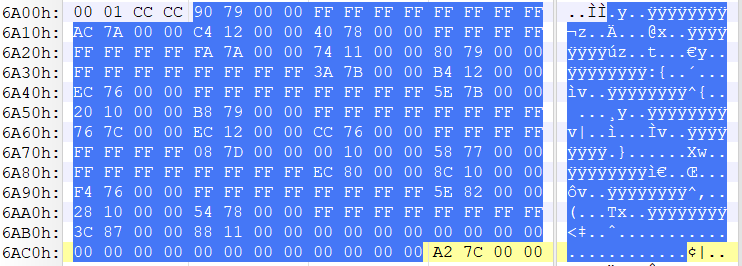 6A00h: 00 01 CC CC 90 79 00 00 FF FF FF FF FF FF FF FF ..ÌÌ.y..ÿÿÿÿÿÿÿÿ
6A10h: AC 7A 00 00 C4 12 00 00 40 78 00 00 FF FF FF FF ¬z..Ä...@x..ÿÿÿÿ
6A20h: FF FF FF FF FA 7A 00 00 74 11 00 00 80 79 00 00 ÿÿÿÿúz..t...€y..
6A30h: FF FF FF FF FF FF FF FF 3A 7B 00 00 B4 12 00 00 ÿÿÿÿÿÿÿÿ:{..´...
6A40h: EC 76 00 00 FF FF FF FF FF FF FF FF 5E 7B 00 00 ìv..ÿÿÿÿÿÿÿÿ^{..
6A50h: 20 10 00 00 B8 79 00 00 FF FF FF FF FF FF FF FF ...¸y..ÿÿÿÿÿÿÿÿ
6A60h: 76 7C 00 00 EC 12 00 00 CC 76 00 00 FF FF FF FF v|..ì...Ìv..ÿÿÿÿ
6A70h: FF FF FF FF 08 7D 00 00 00 10 00 00 58 77 00 00 ÿÿÿÿ.}......Xw..
6A80h: FF FF FF FF FF FF FF FF EC 80 00 00 8C 10 00 00 ÿÿÿÿÿÿÿÿì€..Œ...
6A90h: F4 76 00 00 FF FF FF FF FF FF FF FF 5E 82 00 00 ôv..ÿÿÿÿÿÿÿÿ^‚..
6AA0h: 28 10 00 00 54 78 00 00 FF FF FF FF FF FF FF FF (...Tx..ÿÿÿÿÿÿÿÿ
6AB0h: 3C 87 00 00 88 11 00 00 00 00 00 00 00 00 00 00 <‡..ˆ...........
6AC0h: 00 00 00 00 00 00 00 00 00 00 00 00 A2 7C 00 00 ............¢|..